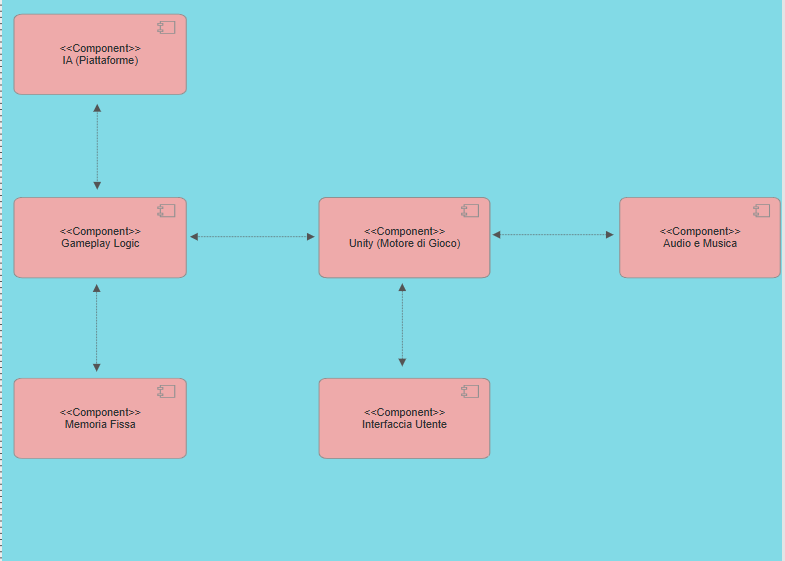 <<Component>>
IA (Piattaforme)
<<Component>>
Gameplay Logic
<<Component>>
Unity (Motore di Gioco)
<<Component>>
Audio e Musica
<<Component>>
Memoria Fissa
<<Component>>
Interfaccia Utente